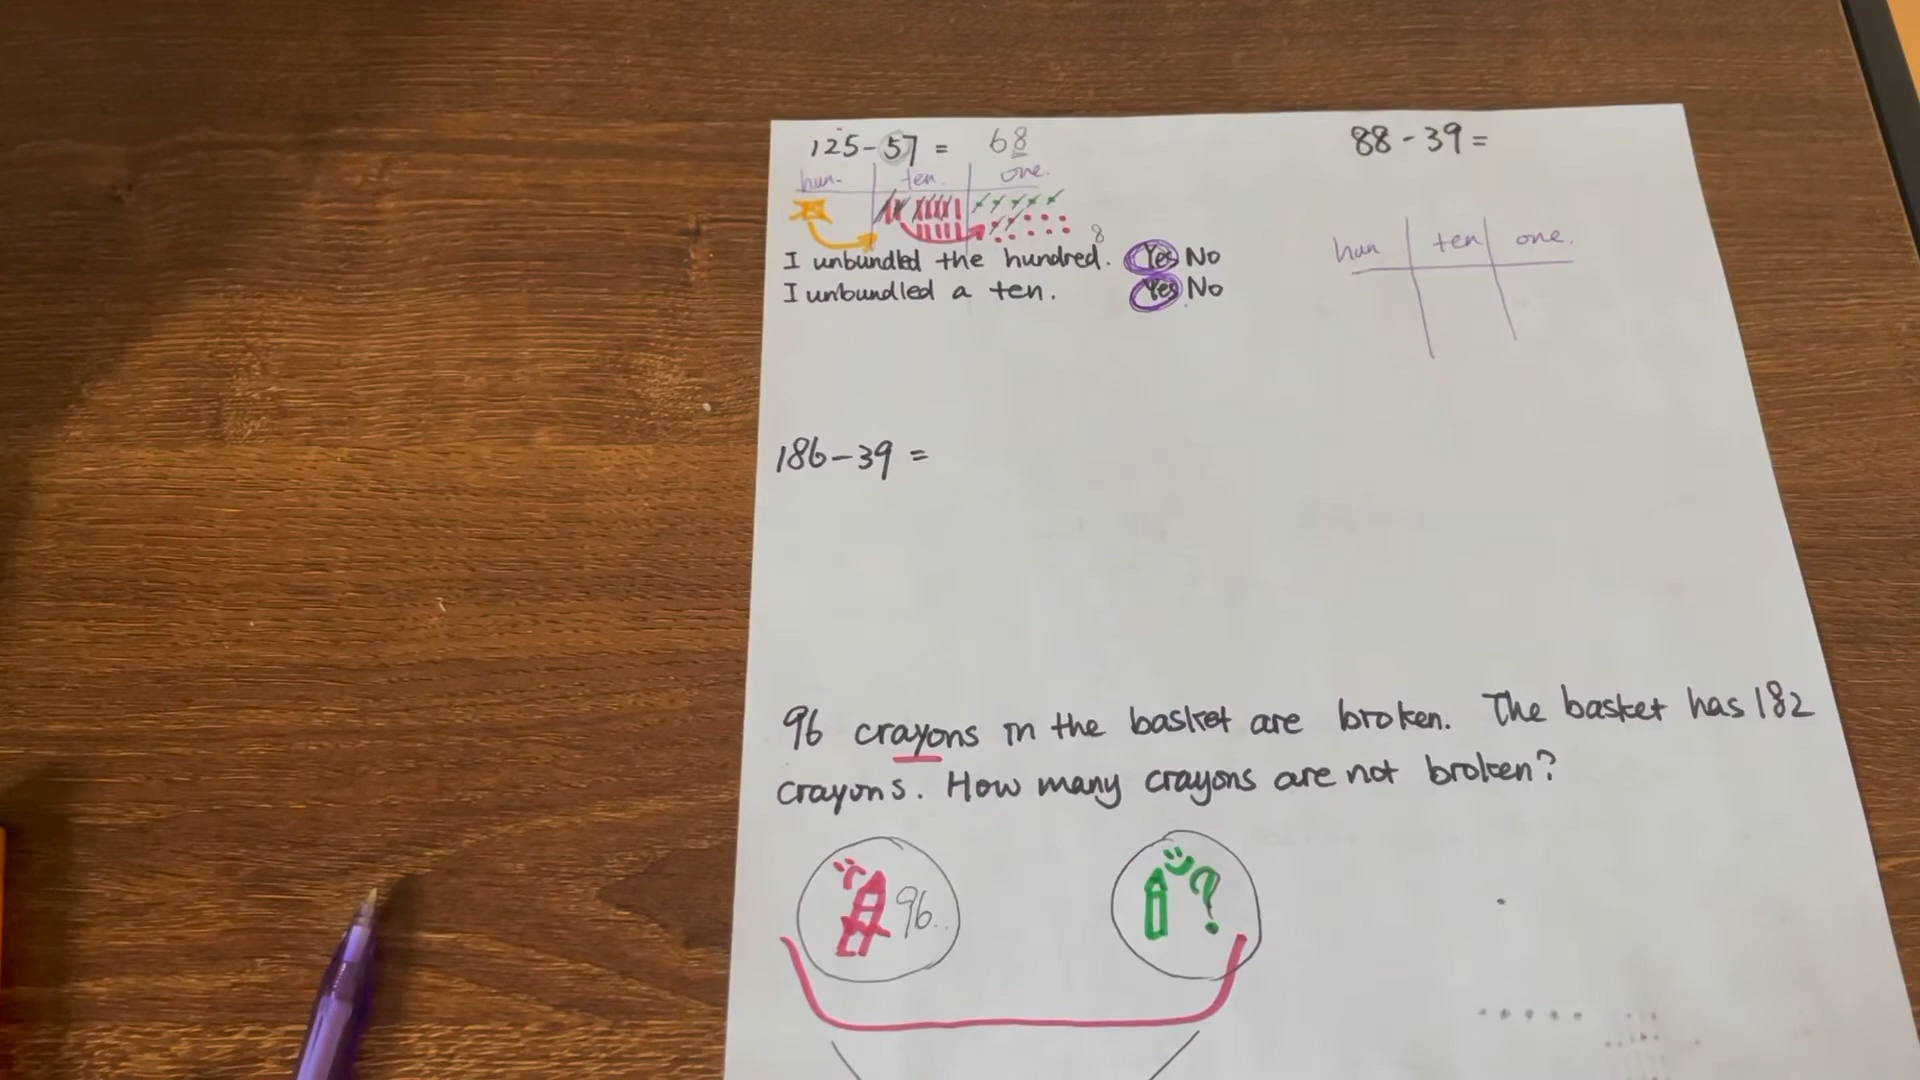 125-57 = 68
hun. ten. one.
8
I unbundled the hundred. Yes No
I unbundled a ten. Yes No
88-39=
hun ten one.
186-39 =
96 crayons in the basket are broken. The basket has 182
crayons. How many crayons are not broken?
96
?